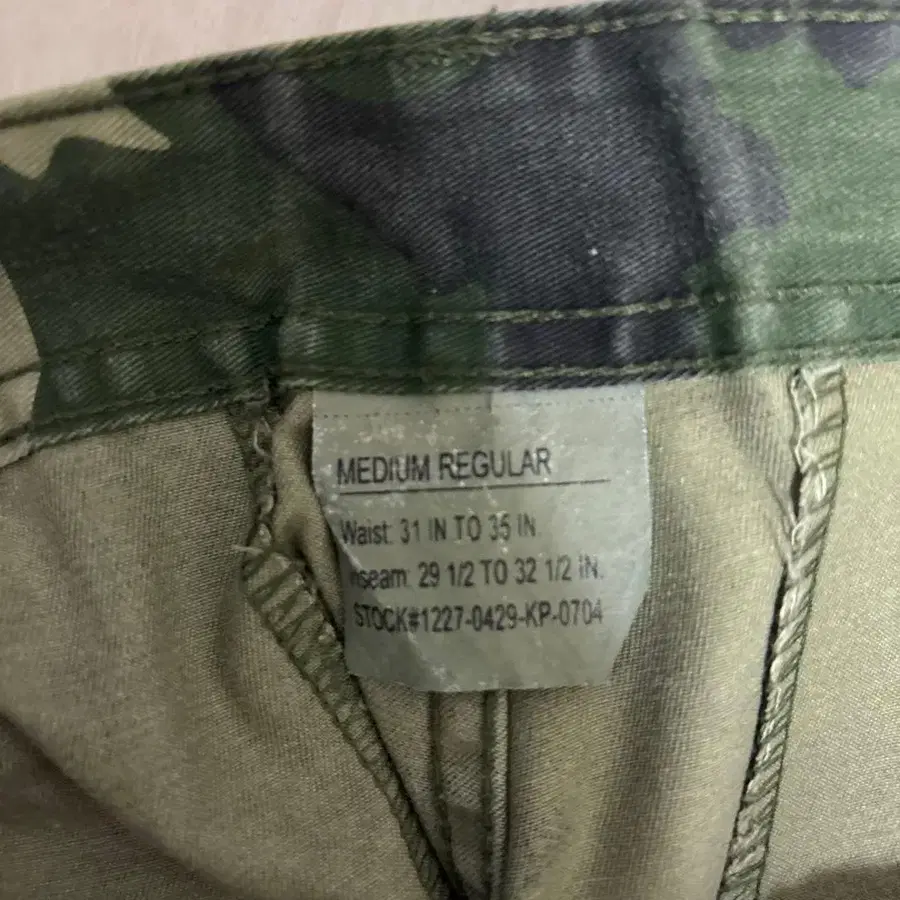 MEDIUM REGULAR
Waist: 31 IN TO 35 IN.
Inseam: 29 1/2 TO 32 1/2 IN.
STOCK#1227-0429-KP-0704